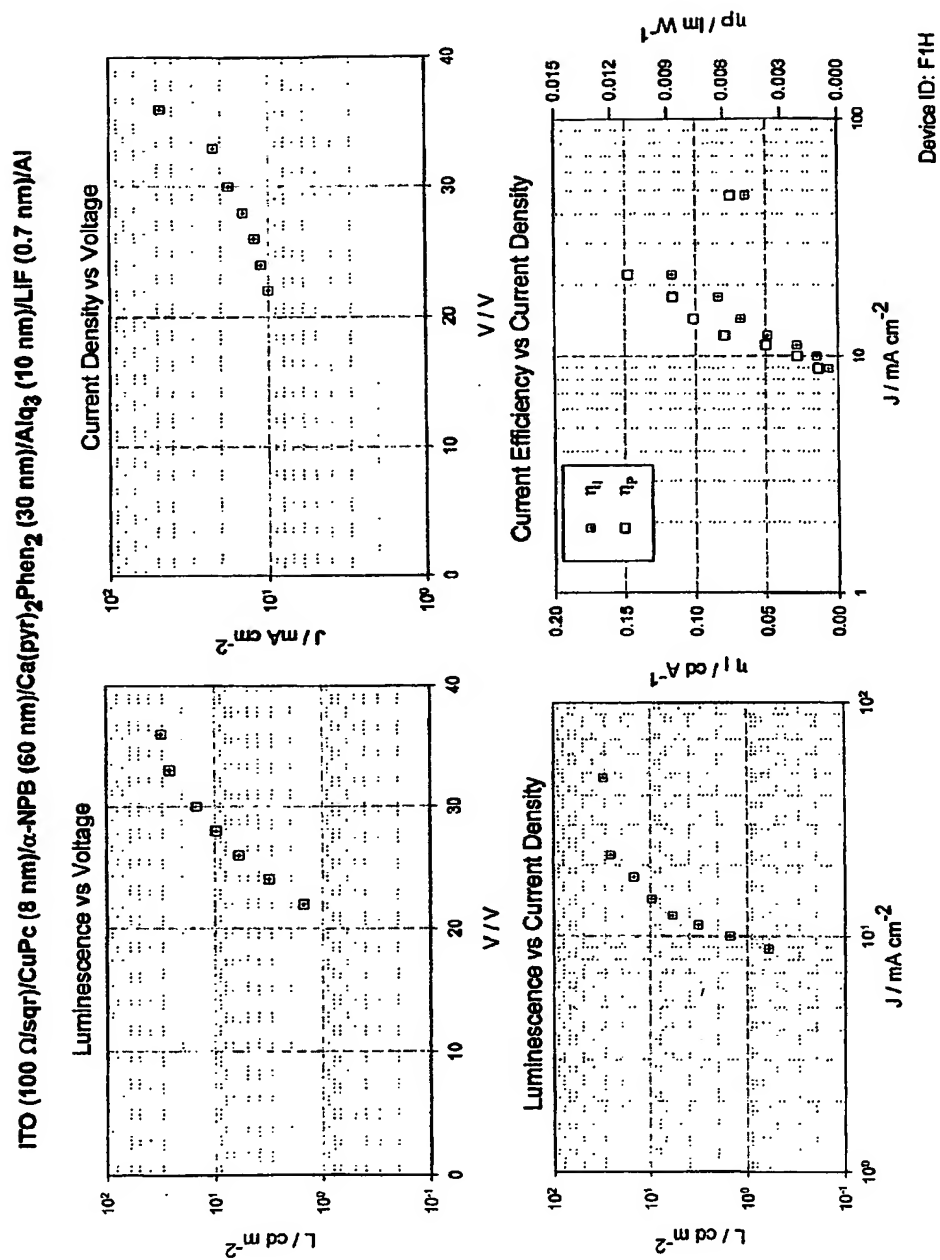 ITO (100 Ω/sqr)/CuPc (8 nm)/α-NPB (60 nm)/Ca(pyr)₂Phen₂ (30 nm)/Alq₃ (10 nm)/LiF (0.7 nm)/Al
Luminescence vs Voltage
L / cd m⁻²
10²
10¹
10⁰
10⁻¹
0
10
20
30
40
V / V
Current Density vs Voltage
J / mA cm⁻²
10²
10¹
10⁰
0
10
20
30
40
V / V
Luminescence vs Current Density
L / cd m⁻²
10²
10¹
10⁰
10⁻¹
10⁰
10¹
10²
J / mA cm⁻²
Current Efficiency vs Current Density
η_I / cd A⁻¹
0.20
0.15
0.10
0.05
0.00
η_I
η_P
1
10
100
J / mA cm⁻²
ηp / lm W⁻¹
0.015
0.012
0.009
0.006
0.003
0.000
Device ID: F1H